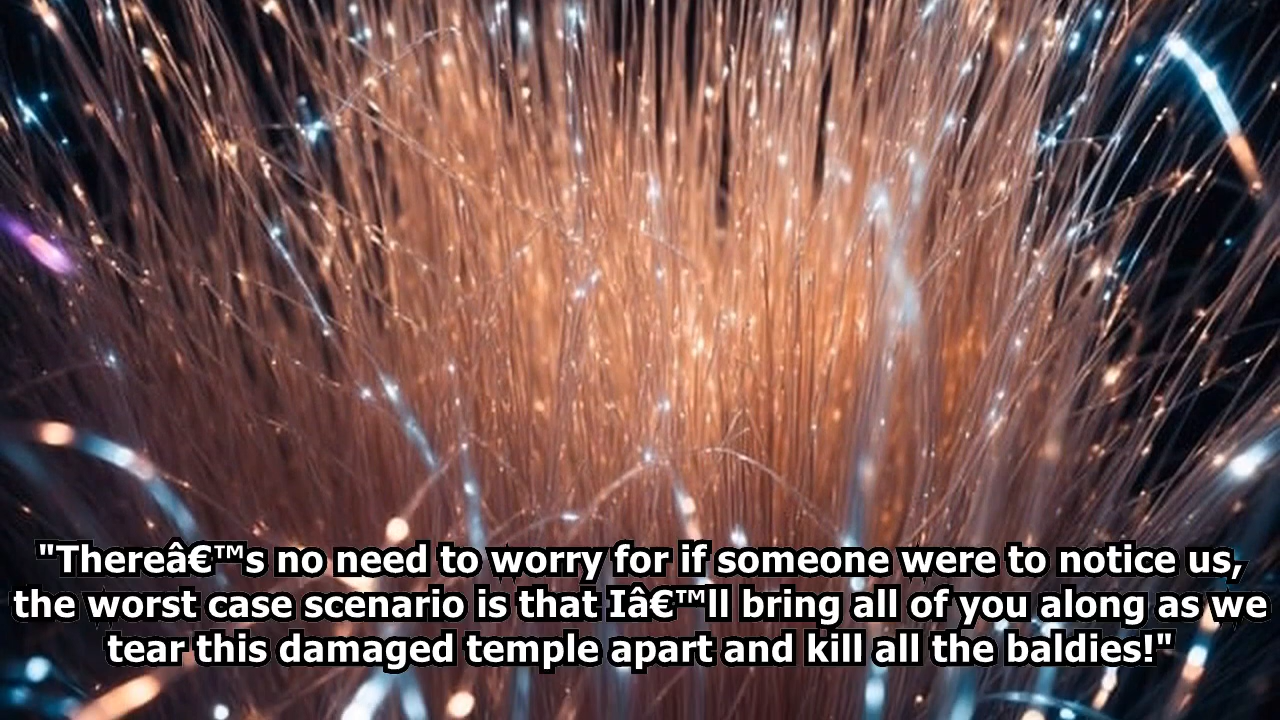 "Thereâ€™s no need to worry for if someone were to notice us,
the worst case scenario is that Iâ€™ll bring all of you along as we
tear this damaged temple apart and kill all the baldies!"